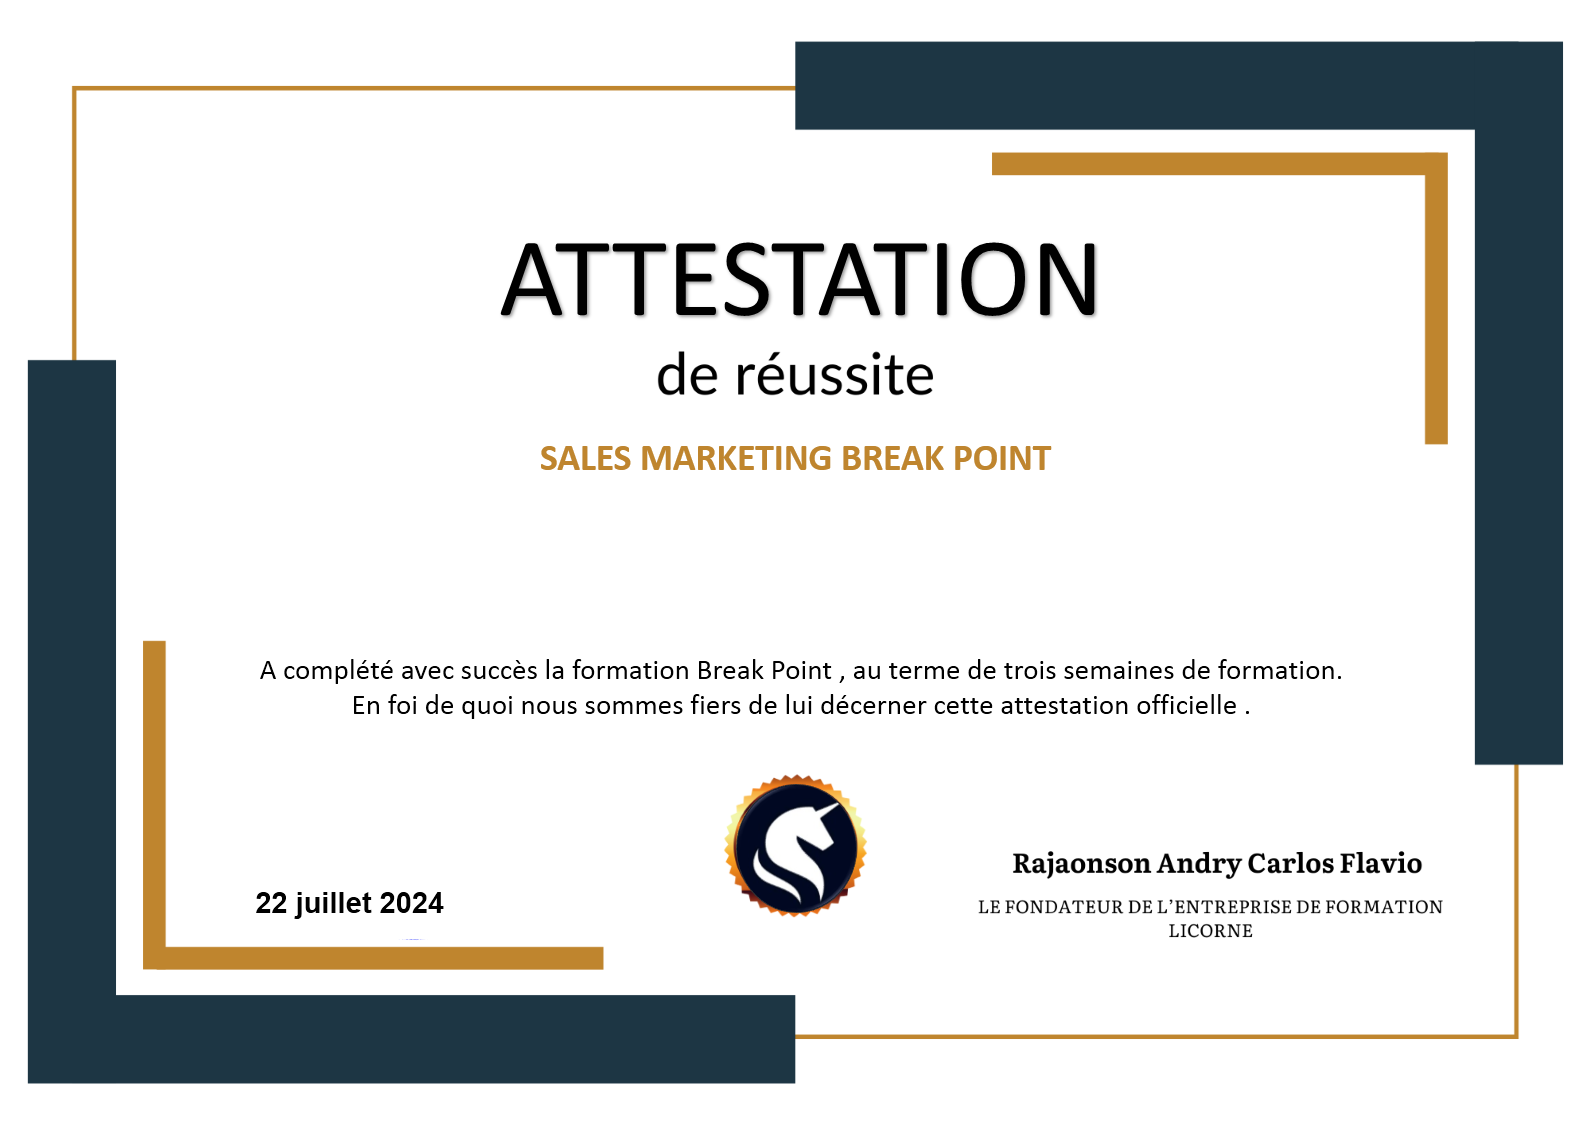 ATTESTATION
de réussite
SALES MARKETING BREAK POINT
A complété avec succès la formation Break Point , au terme de trois semaines de formation.
En foi de quoi nous sommes fiers de lui décerner cette attestation officielle .
22 juillet 2024
Rajaonson Andry Carlos Flavio
LE FONDATEUR DE L’ENTREPRISE DE FORMATION
LICORNE